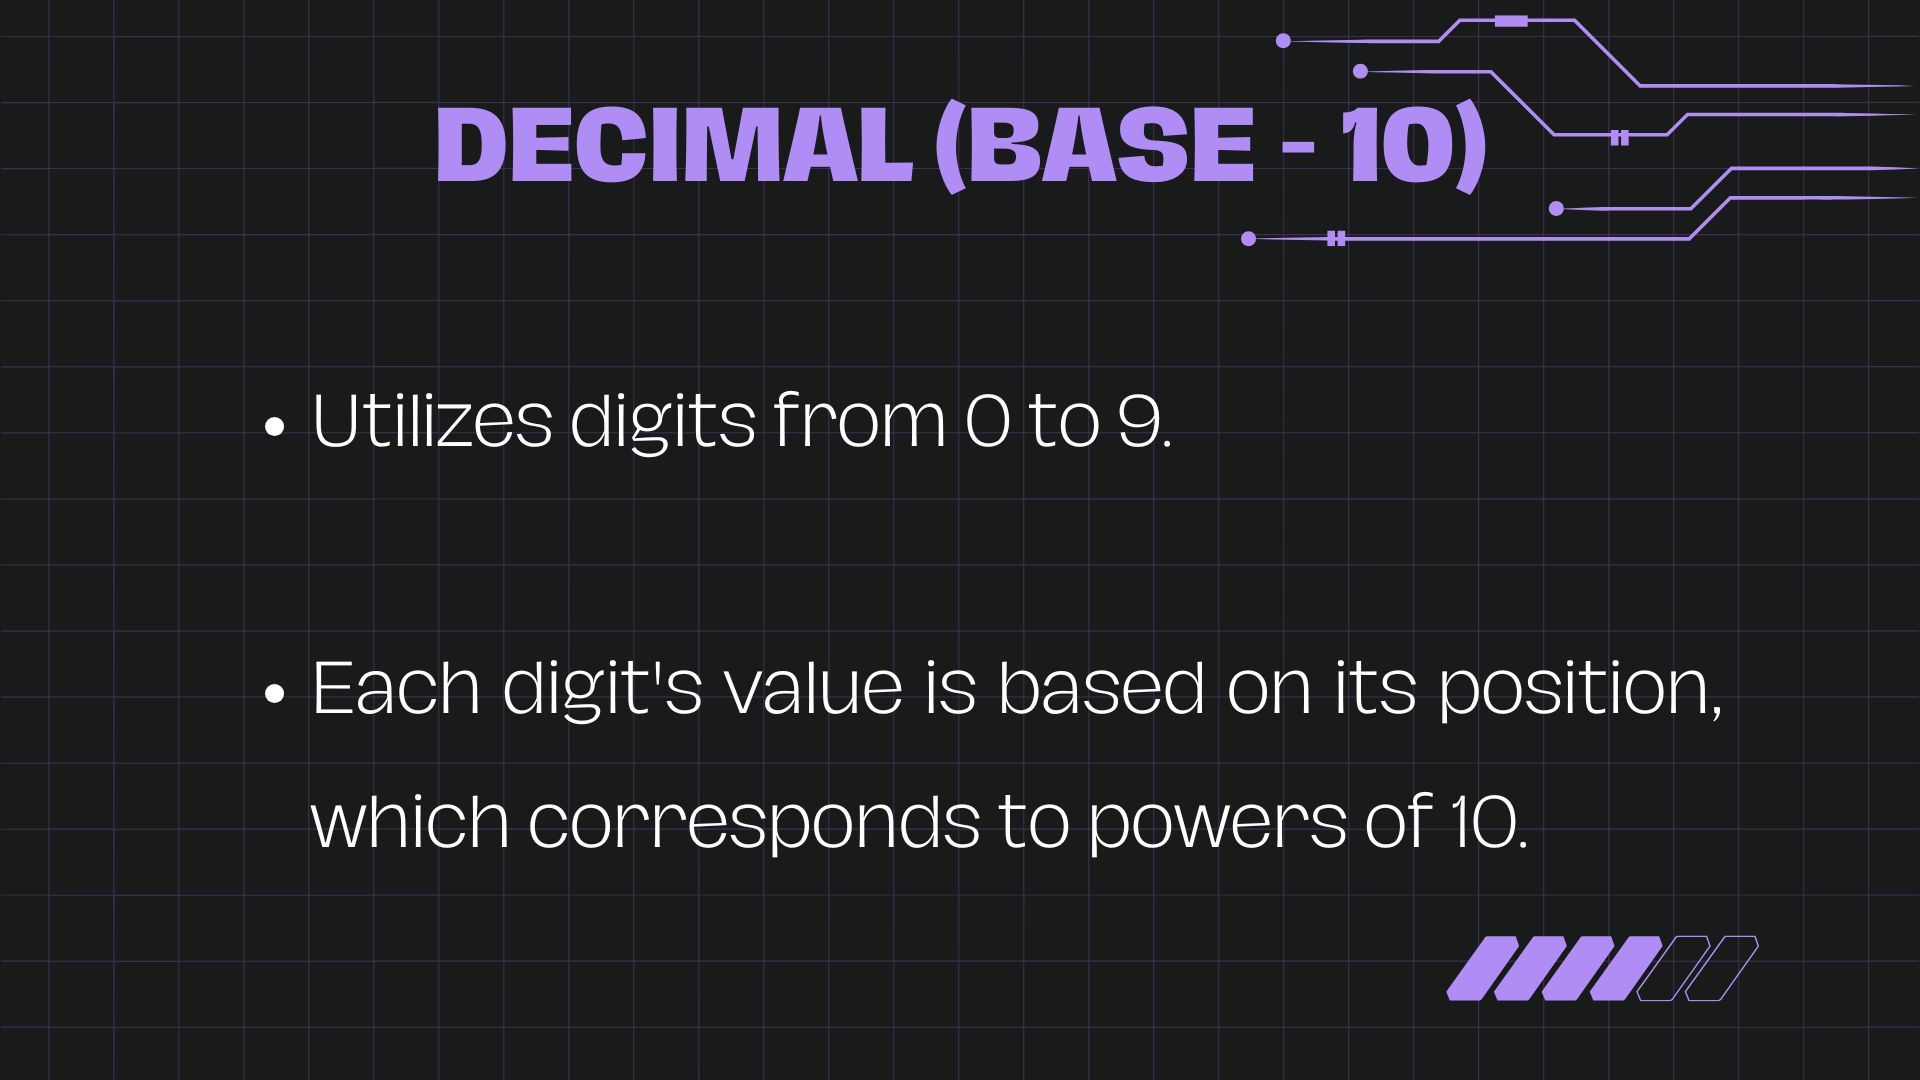 DECIMAL (BASE - 10)
• Utilizes digits from 0 to 9.
• Each digit's value is based on its position,
which corresponds to powers of 10.